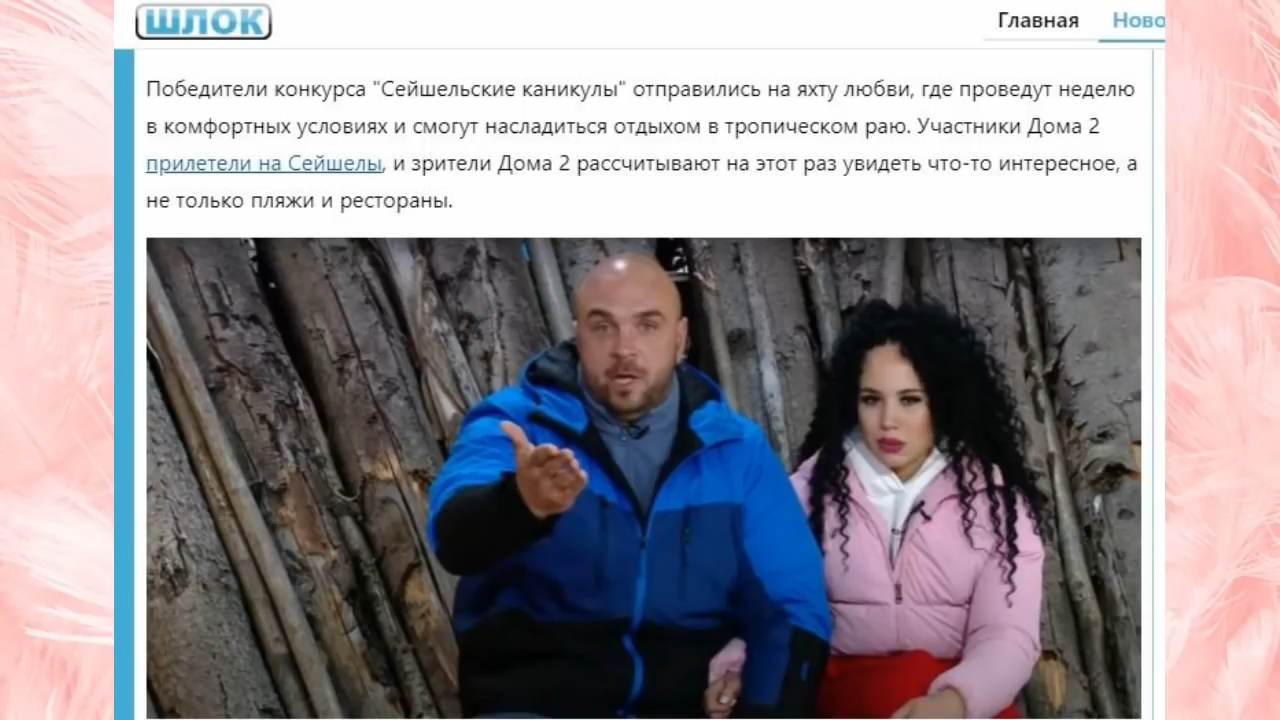 ШЛОК
Главная
Ново
Победители конкурса "Сейшельские каникулы" отправились на яхту любви, где проведут неделю
в комфортных условиях и смогут насладиться отдыхом в тропическом раю. Участники Дома 2
прилетели на Сейшелы, и зрители Дома 2 рассчитывают на этот раз увидеть что-то интересное, а
не только пляжи и рестораны.